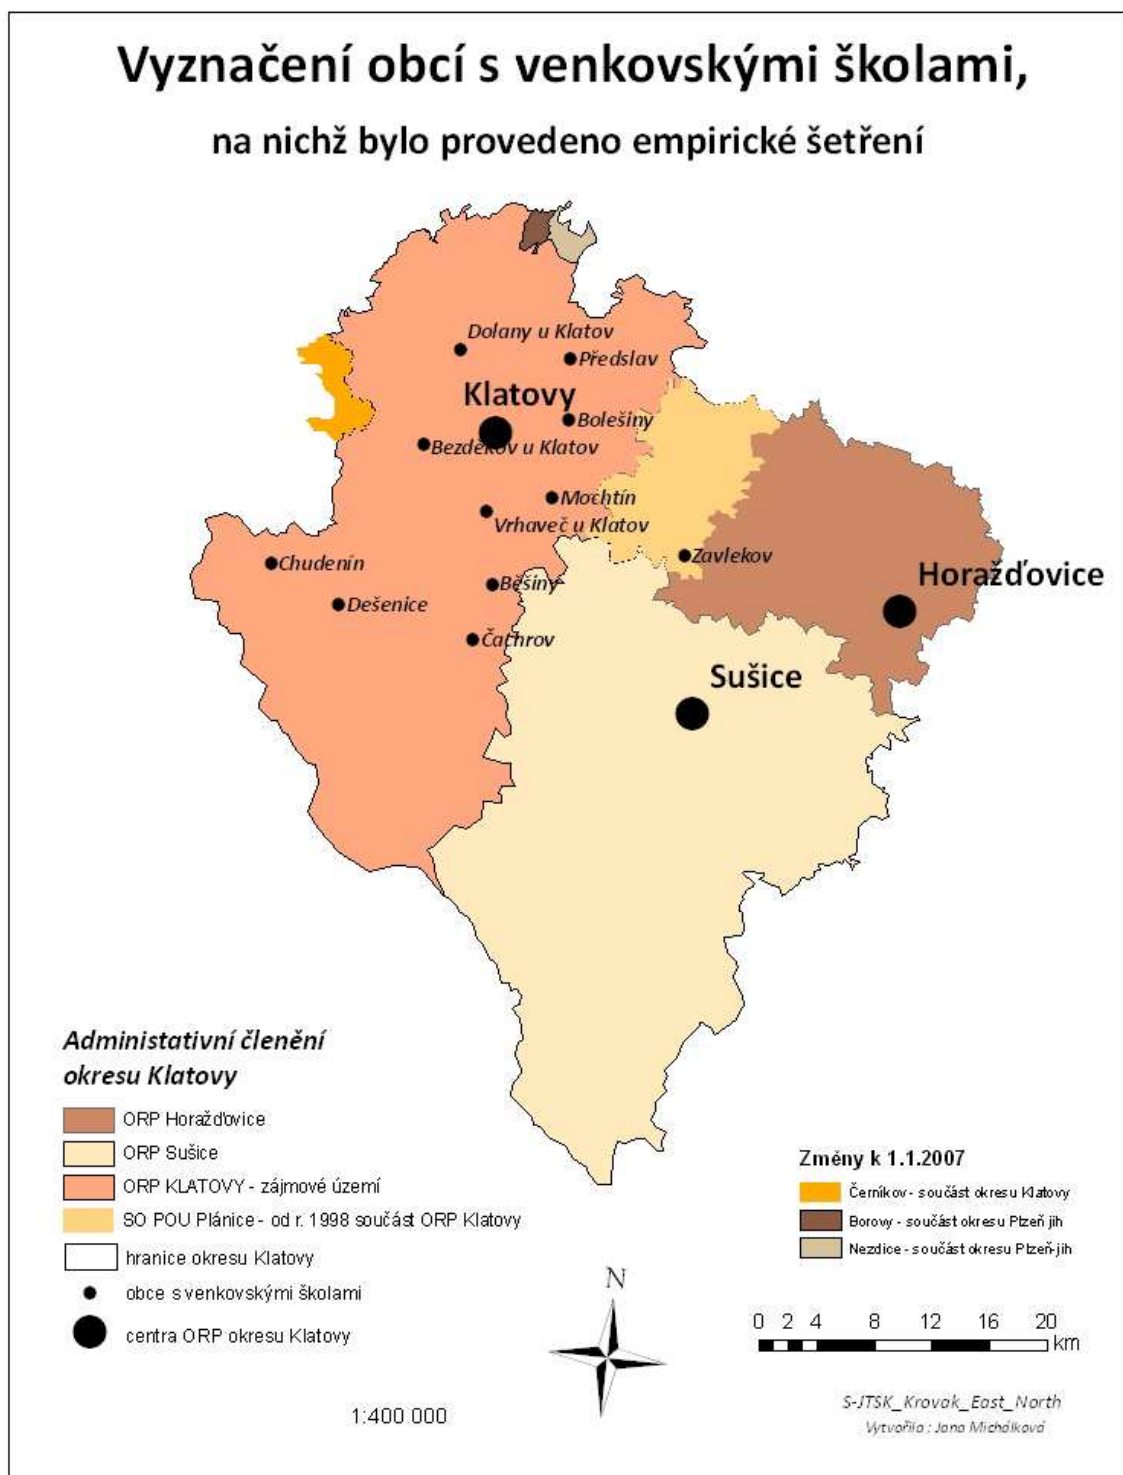 Vyznačení obcí s venkovskými školami,
na nichž bylo provedeno empirické šetření
Dolany u Klatov
Předslav
Klatovy
Bolešiny
Bezděkov u Klatov
Mochtín
Vrhaveč u Klatov
Zavlekov
Chudenín
Horažďovice
Běšiny
Dešenice
Čachrov
Sušice
Administativní členění
okresu Klatovy
ORP Horažďovice
ORP Sušice
ORP KLATOVY - zájmové území
SO POU Plánice - od r. 1998 součást ORP Klatovy
hranice okresu Klatovy
obce s venkovskými školami
centra ORP okresu Klatovy
Změny k 1.1.2007
Černíkov - součást okresu Klatovy
Borovy - součást okresu Plzeň jih
Nezdice - součást okresu Plzeň-jih
N
0 2 4 8 12 16 20
km
1:400 000
S-JTSK_Krovak_East_North
Vytvořila : Jana Michálková